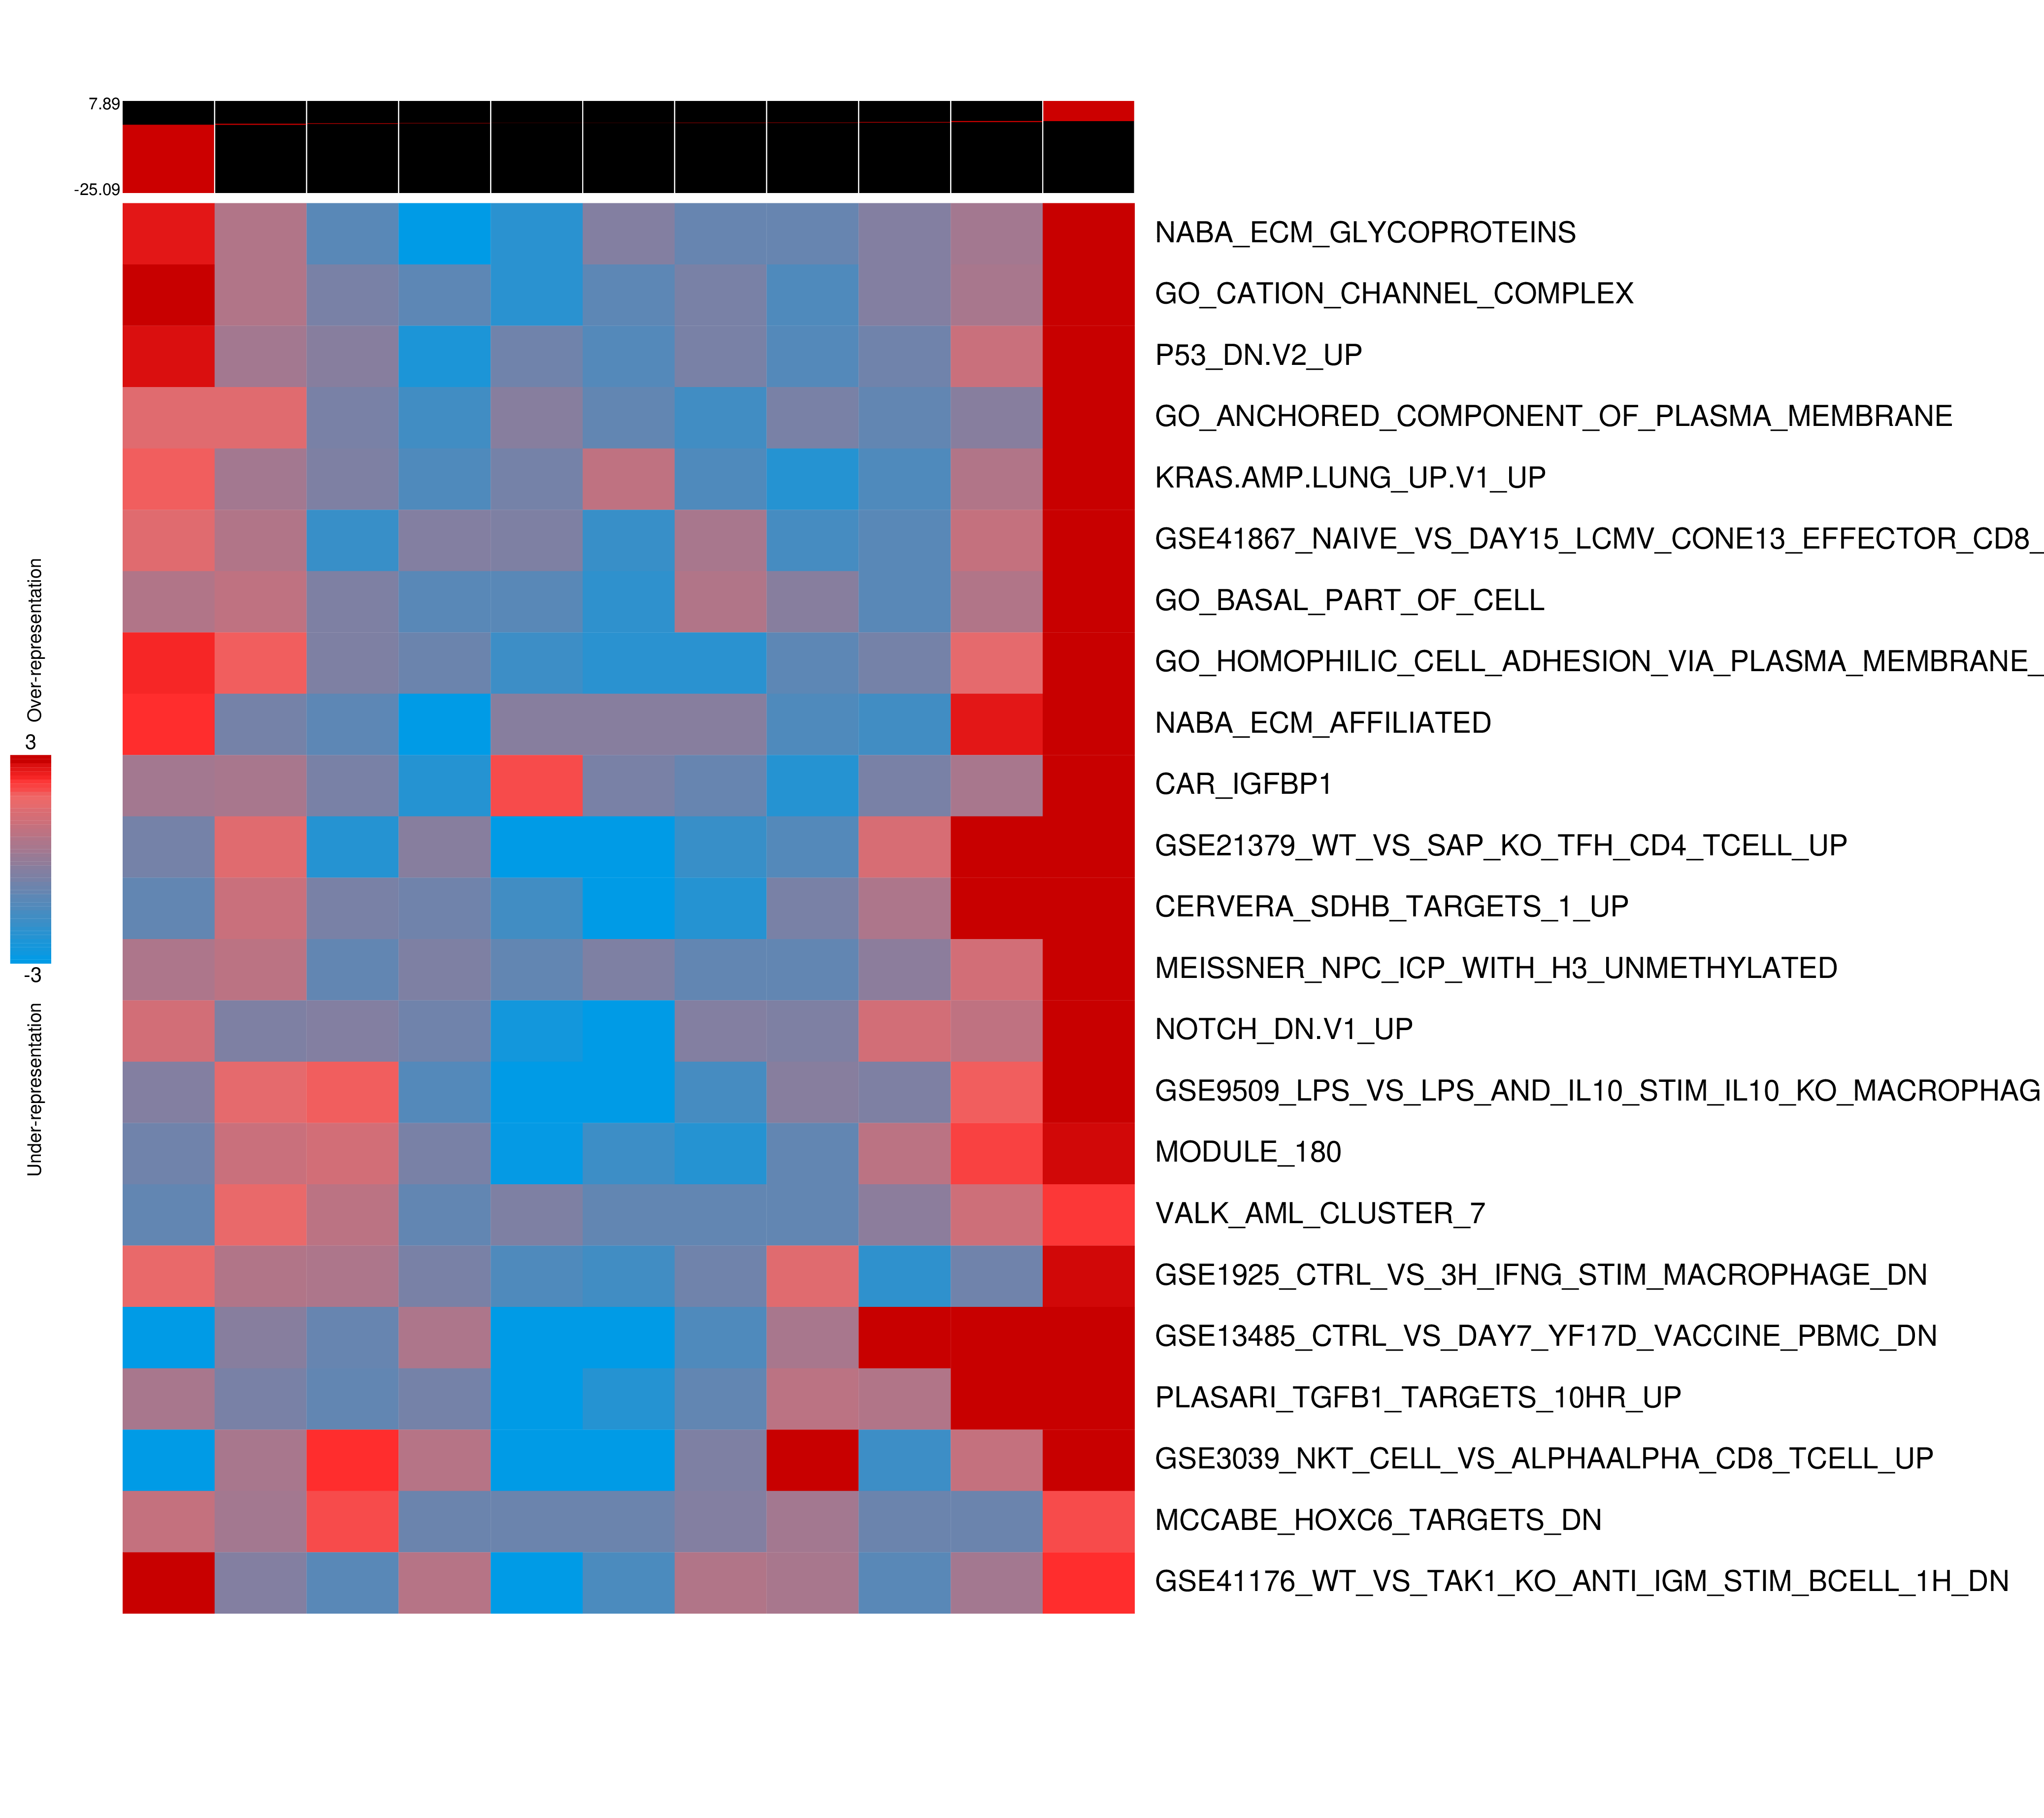 7.89
-25.09
NABA_ECM_GLYCOPROTEINS
GO_CATION_CHANNEL_COMPLEX
P53_DN.V2_UP
GO_ANCHORED_COMPONENT_OF_PLASMA_MEMBRANE
KRAS.AMP.LUNG_UP.V1_UP
GSE41867_NAIVE_VS_DAY15_LCMV_CONE13_EFFECTOR_CD8_
GO_BASAL_PART_OF_CELL
GO_HOMOPHILIC_CELL_ADHESION_VIA_PLASMA_MEMBRANE_
NABA_ECM_AFFILIATED
CAR_IGFBP1
GSE21379_WT_VS_SAP_KO_TFH_CD4_TCELL_UP
CERVERA_SDHB_TARGETS_1_UP
MEISSNER_NPC_ICP_WITH_H3_UNMETHYLATED
NOTCH_DN.V1_UP
GSE9509_LPS_VS_LPS_AND_IL10_STIM_IL10_KO_MACROPHAG
MODULE_180
VALK_AML_CLUSTER_7
GSE1925_CTRL_VS_3H_IFNG_STIM_MACROPHAGE_DN
GSE13485_CTRL_VS_DAY7_YF17D_VACCINE_PBMC_DN
PLASARI_TGFB1_TARGETS_10HR_UP
GSE3039_NKT_CELL_VS_ALPHAALPHA_CD8_TCELL_UP
MCCABE_HOXC6_TARGETS_DN
GSE41176_WT_VS_TAK1_KO_ANTI_IGM_STIM_BCELL_1H_DN
Over-representation
3
-3
Under-representation